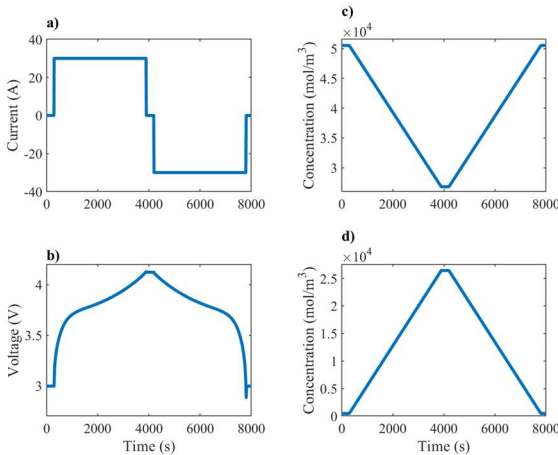 a)
40
20
0
-20
-40
Current (A)
0 2000 4000 6000 8000
b)
4
3.5
3
Voltage (V)
0 2000 4000 6000 8000
Time (s)
c)
×10⁴
5
4.5
4
3.5
3
Concentration (mol/m³)
0 2000 4000 6000 8000
d)
×10⁴
2.5
2
1.5
1
0.5
0
Concentration (mol/m³)
0 2000 4000 6000 8000
Time (s)